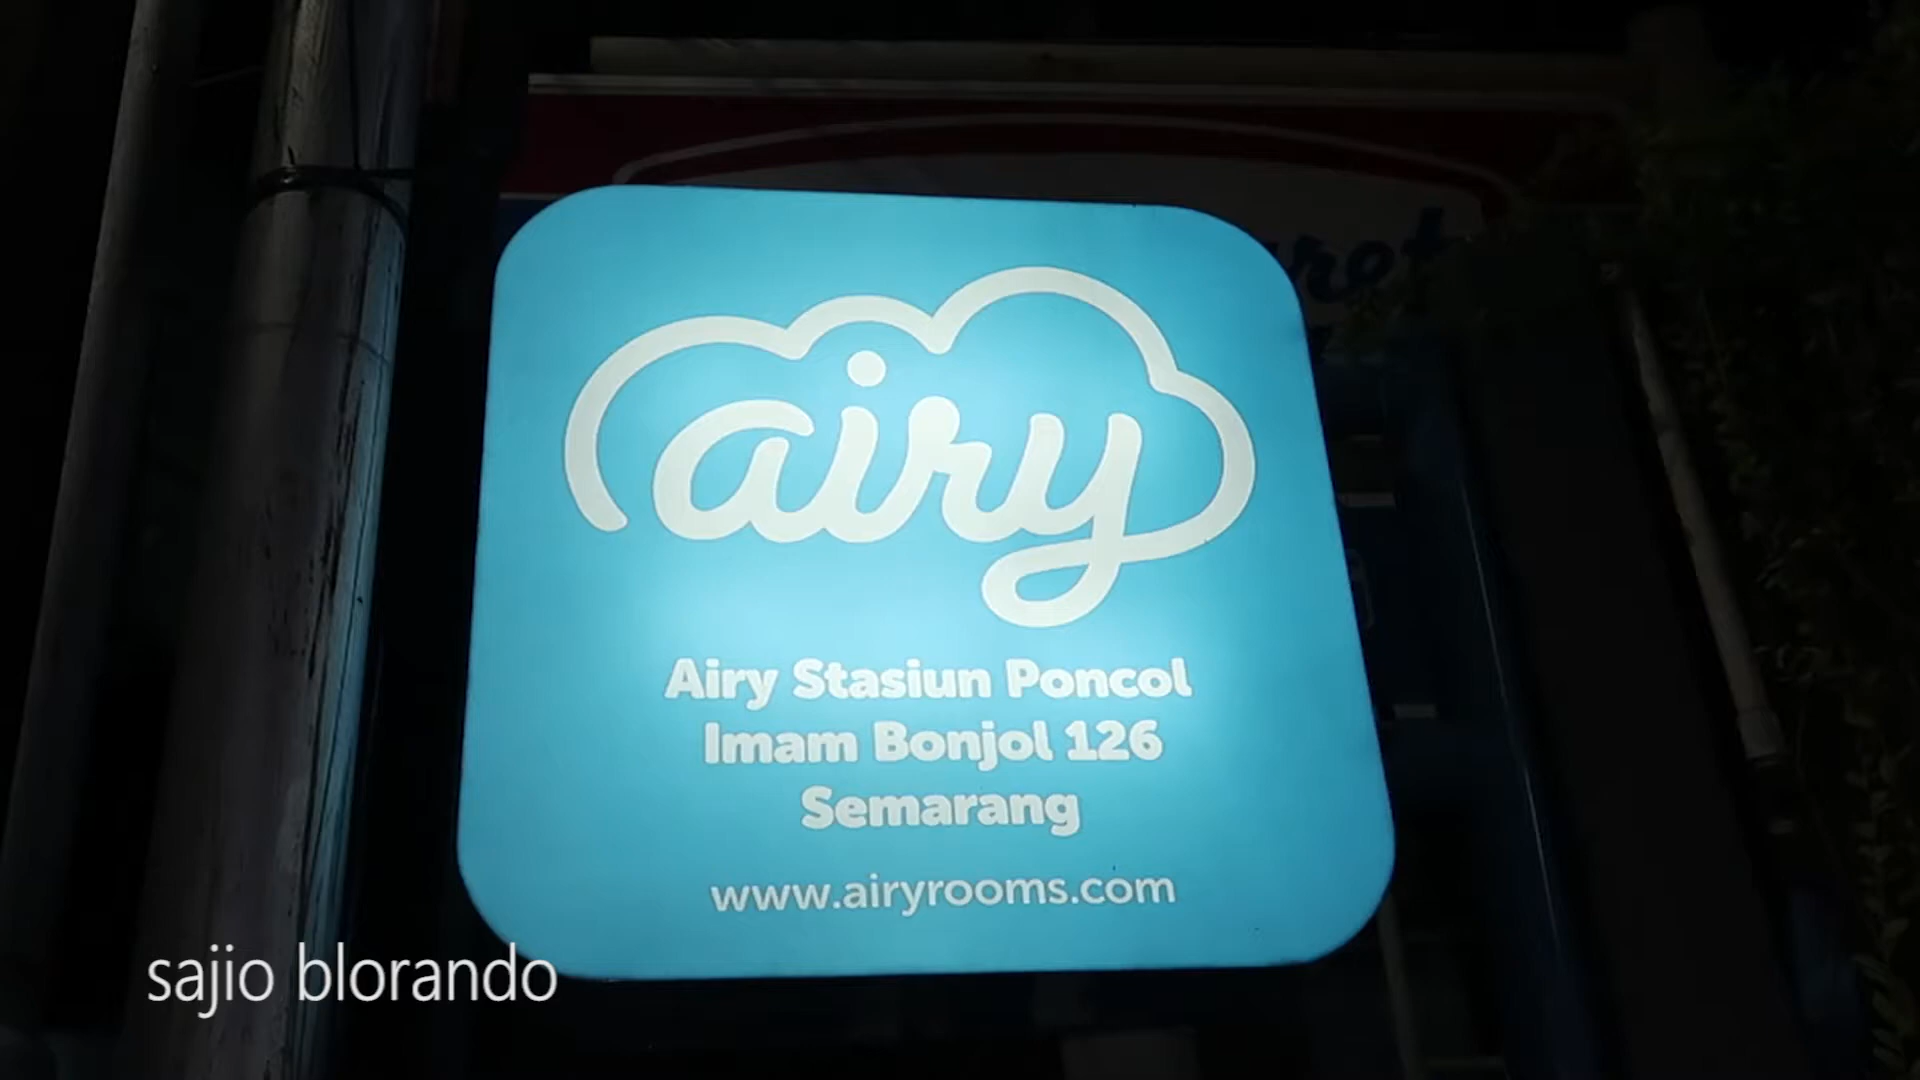 airy
Airy Stasiun Poncol
Imam Bonjol 126
Semarang
www.airyrooms.com
sajio blorando